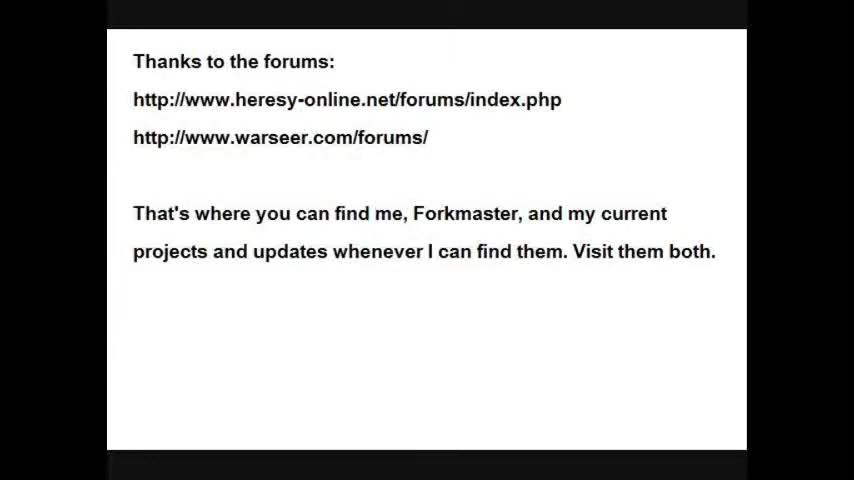 Thanks to the forums:
http://www.heresy-online.net/forums/index.php
http://www.warseer.com/forums/
That's where you can find me, Forkmaster, and my current
projects and updates whenever I can find them. Visit them both.